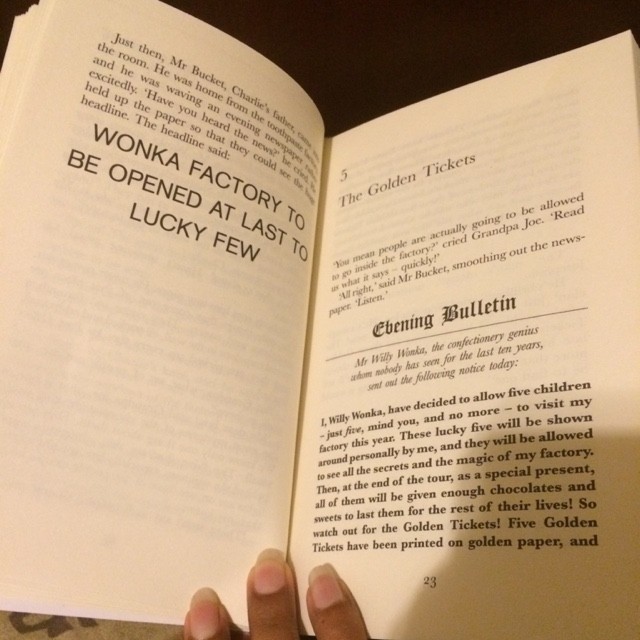 Just then, Mr Bucket, Charlie's father, came
the room. He was home from the toothpaste
and he was waving an evening newspaper
excitedly. 'Have you heard the news?' he cried.
held up the paper so that they could see the
headline. The headline said:
WONKA FACTORY TO
BE OPENED AT LAST TO
LUCKY FEW
5
The Golden Tickets
'You mean people are actually going to be allowed
to go inside the factory?' cried Grandpa Joe. 'Read
us what it says – quickly!'
'All right,' said Mr Bucket, smoothing out the news-
paper. 'Listen.'
Evening Bulletin
Mr Willy Wonka, the confectionery genius
whom nobody has seen for the last ten years,
sent out the following notice today:
I, Willy Wonka, have decided to allow five children
– just five, mind you, and no more – to visit my
factory this year. These lucky five will be shown
around personally by me, and they will be allowed
to see all the secrets and the magic of my factory.
Then, at the end of the tour, as a special present,
all of them will be given enough chocolates and
sweets to last them for the rest of their lives! So
watch out for the Golden Tickets! Five Golden
Tickets have been printed on golden paper, and
23